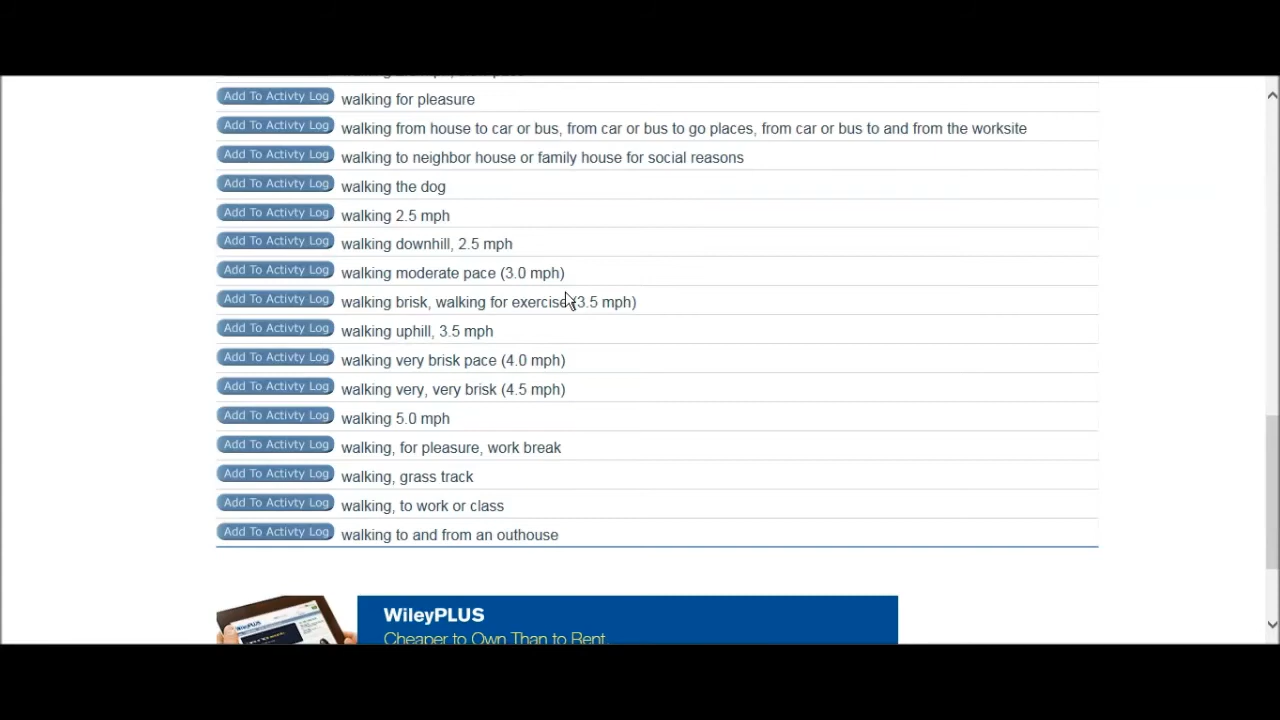 Add To Activty Log walking for pleasure
Add To Activty Log walking from house to car or bus, from car or bus to go places, from car or bus to and from the worksite
Add To Activty Log walking to neighbor house or family house for social reasons
Add To Activty Log walking the dog
Add To Activty Log walking 2.5 mph
Add To Activty Log walking downhill, 2.5 mph
Add To Activty Log walking moderate pace (3.0 mph)
Add To Activty Log walking brisk, walking for exercise (3.5 mph)
Add To Activty Log walking uphill, 3.5 mph
Add To Activty Log walking very brisk pace (4.0 mph)
Add To Activty Log walking very, very brisk (4.5 mph)
Add To Activty Log walking 5.0 mph
Add To Activty Log walking, for pleasure, work break
Add To Activty Log walking, grass track
Add To Activty Log walking, to work or class
Add To Activty Log walking to and from an outhouse
WileyPLUS
WileyPLUS
Cheaper to Own Than to Rent.